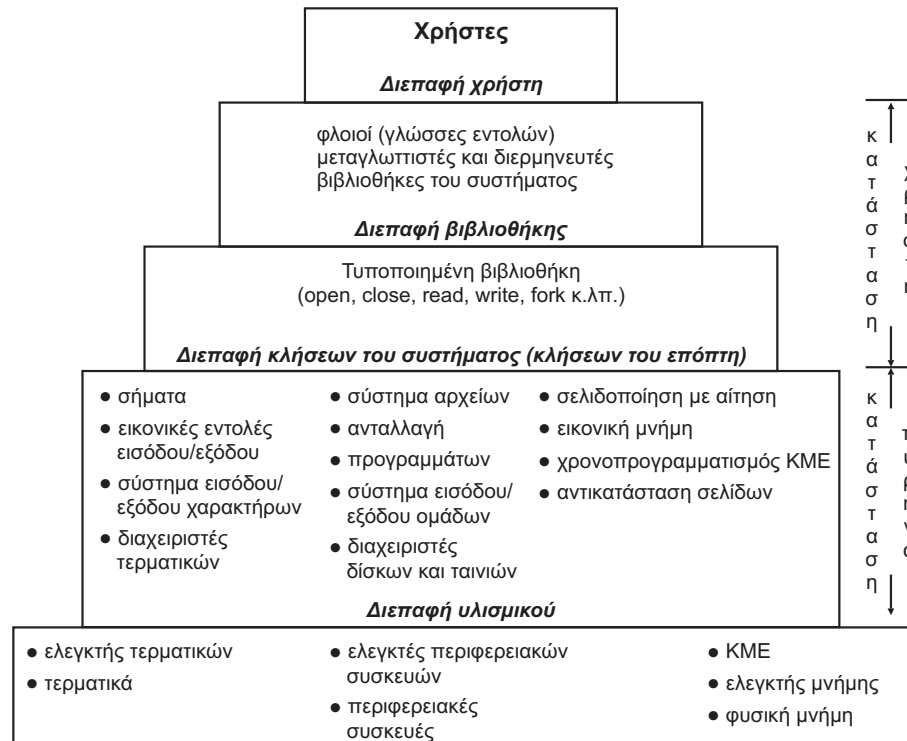 Χρήστες
Διεπαφή χρήστη
φλοιοί (γλώσσες εντολών)
μεταγλωττιστές και διερμηνευτές
βιβλιοθήκες του συστήματος
Διεπαφή βιβλιοθήκης
Τυποποιημένη βιβλιοθήκη
(open, close, read, write, fork κ.λπ.)
Διεπαφή κλήσεων του συστήματος (κλήσεων του επόπτη)
κατάσταση
● σήματα
● εικονικές εντολές
εισόδου/εξόδου
● σύστημα εισόδου/
εξόδου χαρακτήρων
● διαχειριστές
τερματικών
● σύστημα αρχείων
● ανταλλαγή
● προγραμμάτων
● σύστημα εισόδου/
εξόδου ομάδων
● διαχειριστές
δίσκων και ταινιών
● σελιδοποίηση με αίτηση
● εικονική μνήμη
● χρονοπρογραμματισμός ΚΜΕ
● αντικατάσταση σελίδων
κατάσταση
Διεπαφή υλισμικού
● ελεγκτής τερματικών
● τερματικά
● ελεγκτές περιφερειακών
συσκευών
● περιφερειακές
συσκευές
● ΚΜΕ
● ελεγκτής μνήμης
● φυσική μνήμη